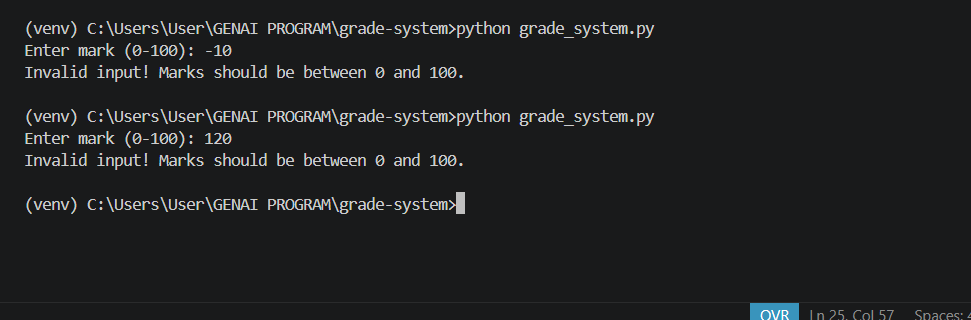 (venv) C:\Users\User\GENAI PROGRAM\grade-system>python grade_system.py
Enter mark (0-100): -10
Invalid input! Marks should be between 0 and 100.
(venv) C:\Users\User\GENAI PROGRAM\grade-system>python grade_system.py
Enter mark (0-100): 120
Invalid input! Marks should be between 0 and 100.
(venv) C:\Users\User\GENAI PROGRAM\grade-system>
OVR Ln 25, Col 57 Spaces: